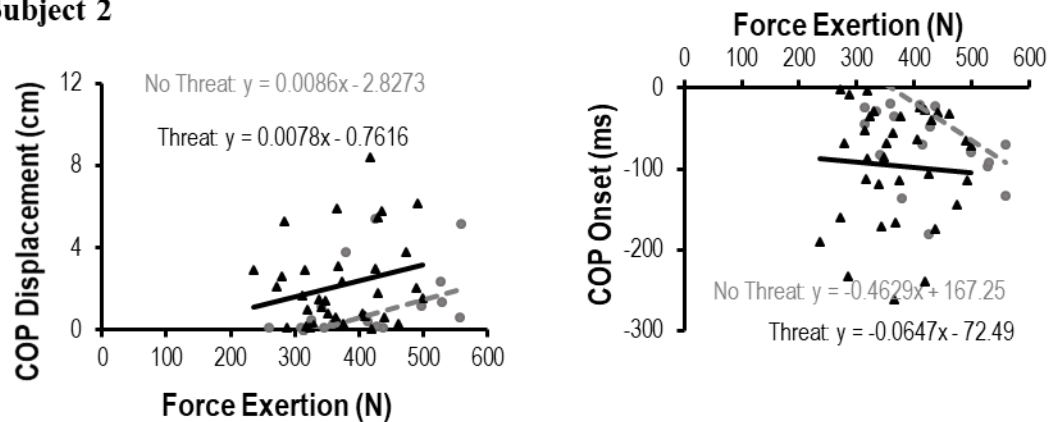 Subject 2
No Threat: y = 0.0086x - 2.8273
Threat: y = 0.0078x - 0.7616
COP Displacement (cm)
12
8
4
0
0 100 200 300 400 500 600
Force Exertion (N)
Force Exertion (N)
0 100 200 300 400 500 600
COP Onset (ms)
0
-100
-200
-300
No Threat: y = -0.4629x + 167.25
Threat: y = -0.0647x - 72.49